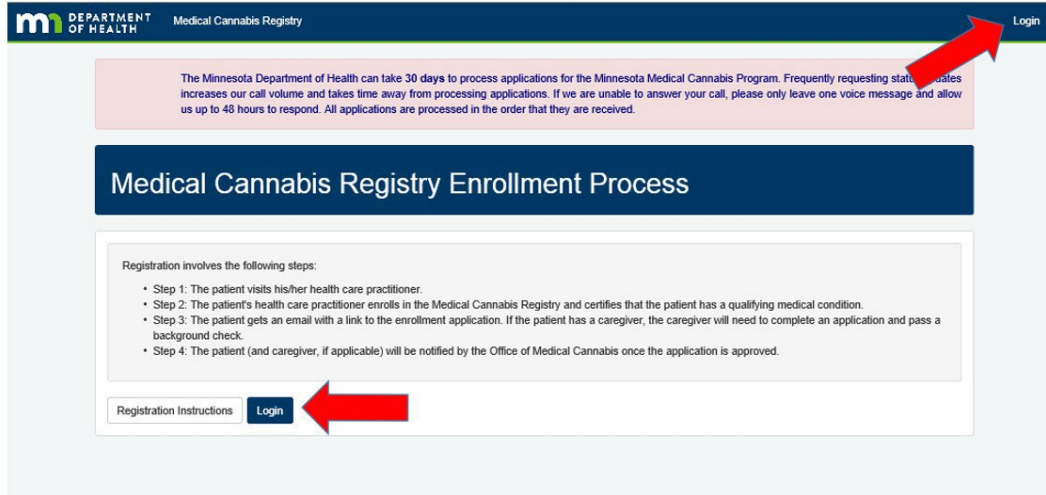 DEPARTMENT
OF HEALTH
Medical Cannabis Registry
Login
The Minnesota Department of Health can take 30 days to process applications for the Minnesota Medical Cannabis Program. Frequently requesting
increases our call volume and takes time away from processing applications. If we are unable to answer your call, please only leave one voice message and allow
us up to 48 hours to respond. All applications are processed in the order that they are received.
Medical Cannabis Registry Enrollment Process
Registration involves the following steps:
• Step 1: The patient visits his/her health care practitioner.
• Step 2: The patient's health care practitioner enrolls in the Medical Cannabis Registry and certifies that the patient has a qualifying medical condition.
• Step 3: The patient gets an email with a link to the enrollment application. If the patient has a caregiver, the caregiver will need to complete an application and pass a
background check.
• Step 4: The patient (and caregiver, if applicable) will be notified by the Office of Medical Cannabis once the application is approved.
Registration Instructions
Login